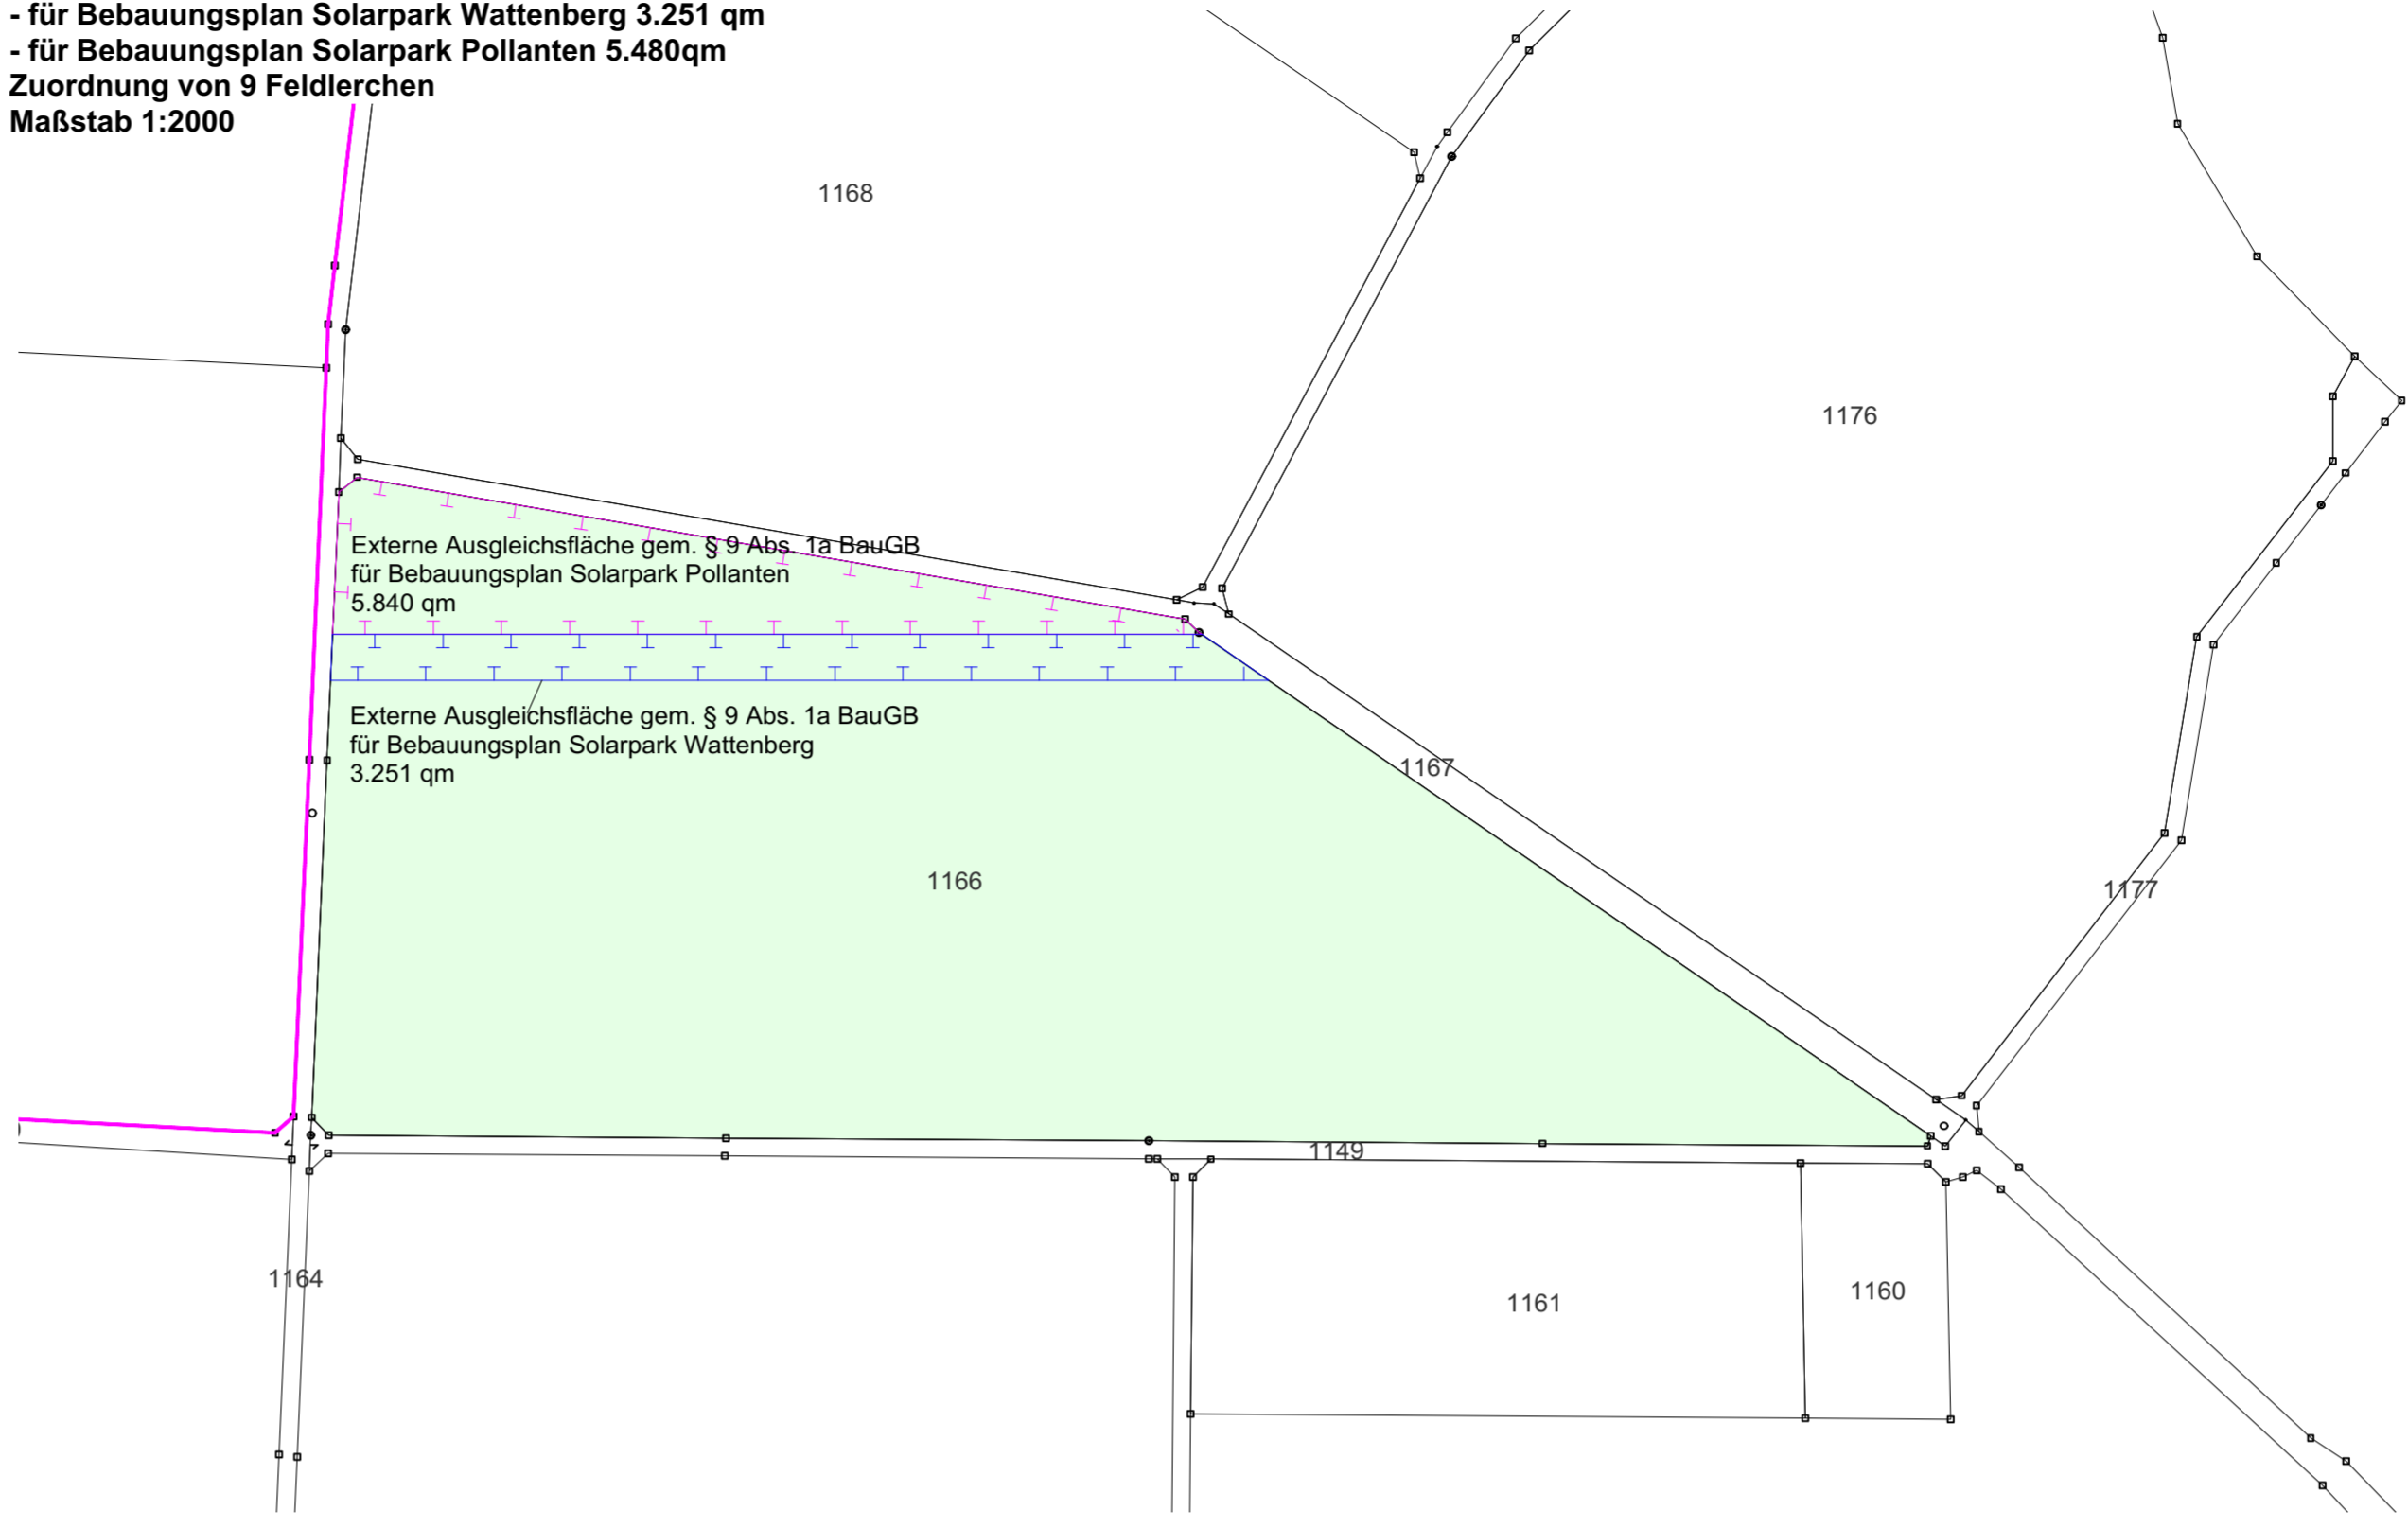 - für Bebauungsplan Solarpark Wattenberg 3.251 qm
- für Bebauungsplan Solarpark Pollanten 5.480qm
Zuordnung von 9 Feldlerchen
Maßstab 1:2000
1168
1176
Externe Ausgleichsfläche gem. § 9 Abs. 1a BauGB
für Bebauungsplan Solarpark Pollanten
5.840 qm
Externe Ausgleichsfläche gem. § 9 Abs. 1a BauGB
für Bebauungsplan Solarpark Wattenberg
3.251 qm
1167
1166
1177
1149
1164
1161
1160